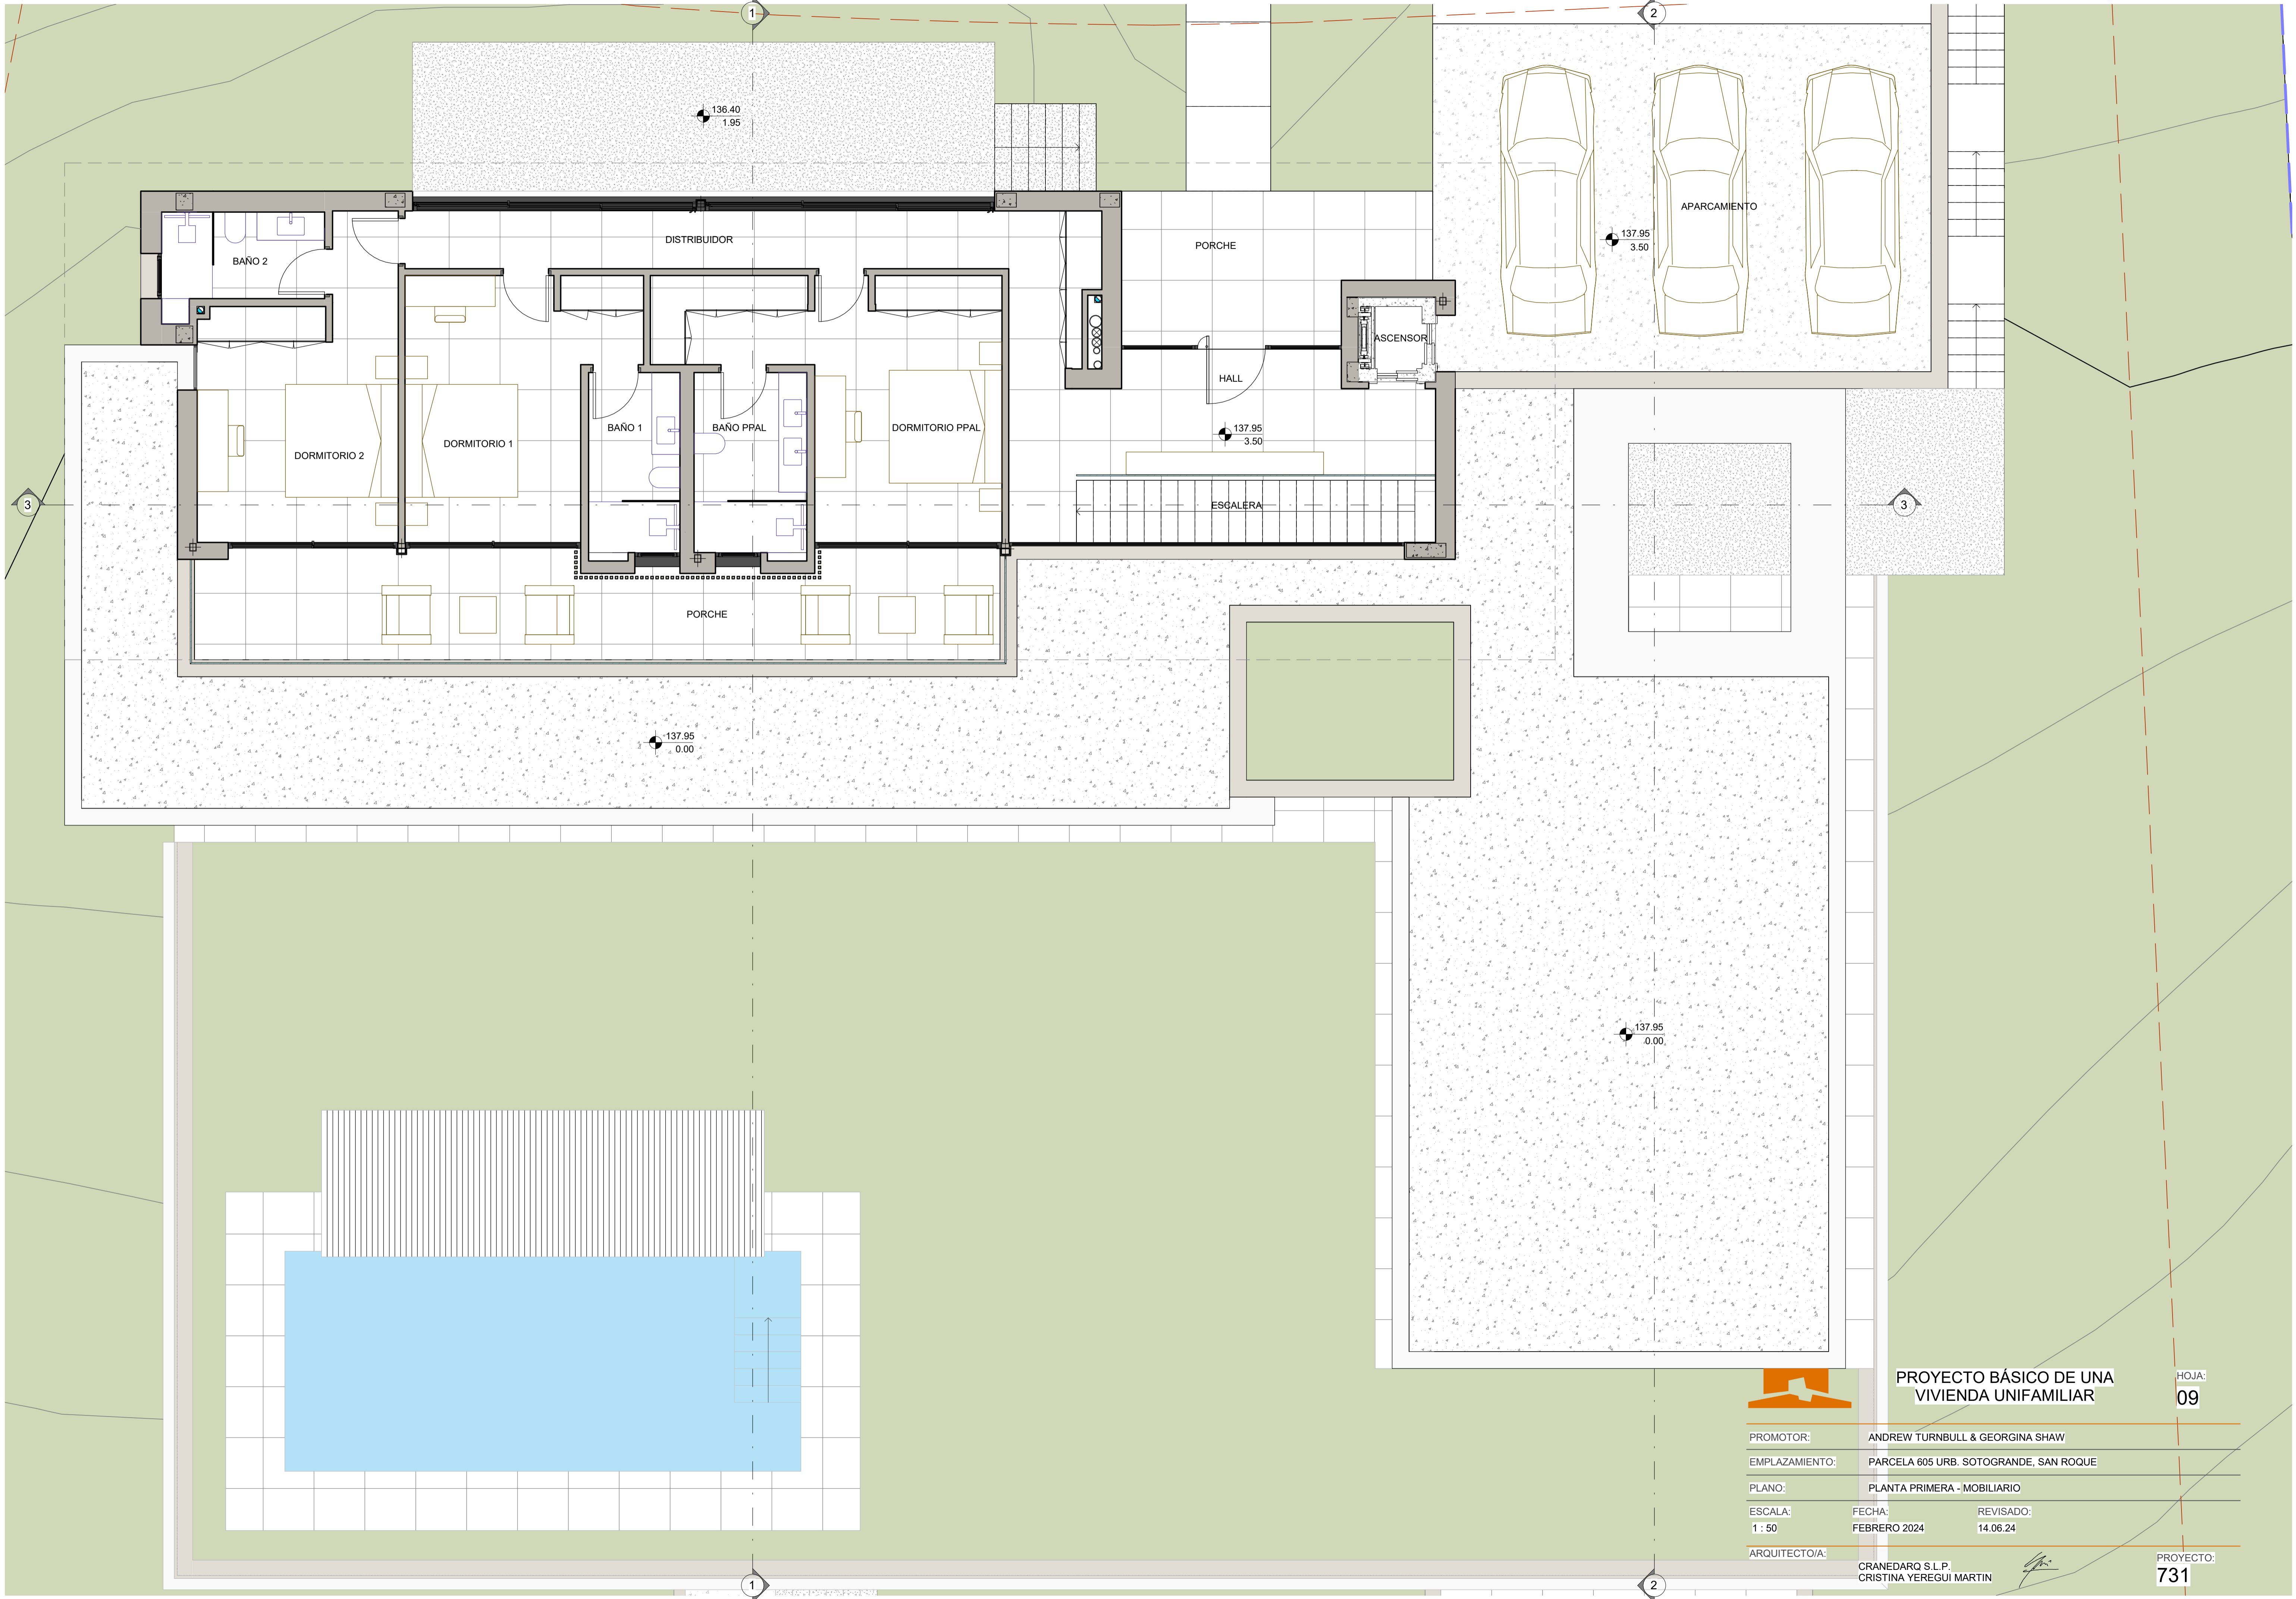 1
2
136.40
1.95
APARCAMIENTO
137.95
3.50
DISTRIBUIDOR
PORCHE
BAÑO 2
ASCENSOR
HALL
BAÑO 1
BAÑO PPAL
DORMITORIO PPAL
137.95
3.50
DORMITORIO 1
DORMITORIO 2
3
ESCALERA
3
PORCHE
137.95
0.00
137.95
0.00
PROYECTO BÁSICO DE UNA
VIVIENDA UNIFAMILIAR
HOJA:
09
PROMOTOR: ANDREW TURNBULL & GEORGINA SHAW
EMPLAZAMIENTO: PARCELA 605 URB. SOTOGRANDE, SAN ROQUE
PLANO: PLANTA PRIMERA - MOBILIARIO
ESCALA: FECHA: REVISADO:
1 : 50 FEBRERO 2024 14.06.24
ARQUITECTO/A:
CRANEDARQ S.L.P.
CRISTINA YEREGUI MARTIN
PROYECTO:
731
1
2